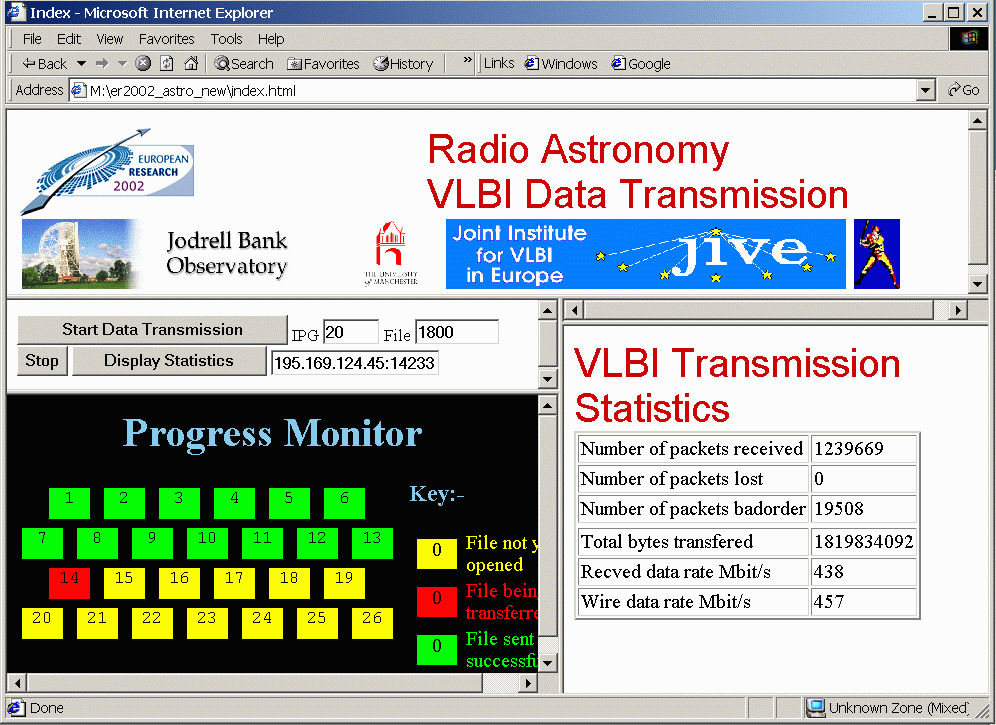 Index - Microsoft Internet Explorer
File Edit View Favorites Tools Help
Back Search Favorites History » Links Windows Google
Address M:\er2002_astro_new\index.html Go
EUROPEAN
RESEARCH
2002
Radio Astronomy
VLBI Data Transmission
Jodrell Bank
Observatory
THE UNIVERSITY
of MANCHESTER
Joint Institute
for VLBI
in Europe
jive
Start Data Transmission IPG 20 File 1800
Stop Display Statistics 195.169.124.45:14233
Progress Monitor
1 2 3 4 5 6
7 8 9 10 11 12 13
14 15 16 17 18 19
20 21 22 23 24 25 26
Key:-
0 File not y
opened
0 File bein
transferre
0 File sent
successfu
VLBI Transmission
Statistics
Number of packets received 1239669
Number of packets lost 0
Number of packets badorder 19508
Total bytes transfered 1819834092
Recved data rate Mbit/s 438
Wire data rate Mbit/s 457
Done Unknown Zone (Mixed)